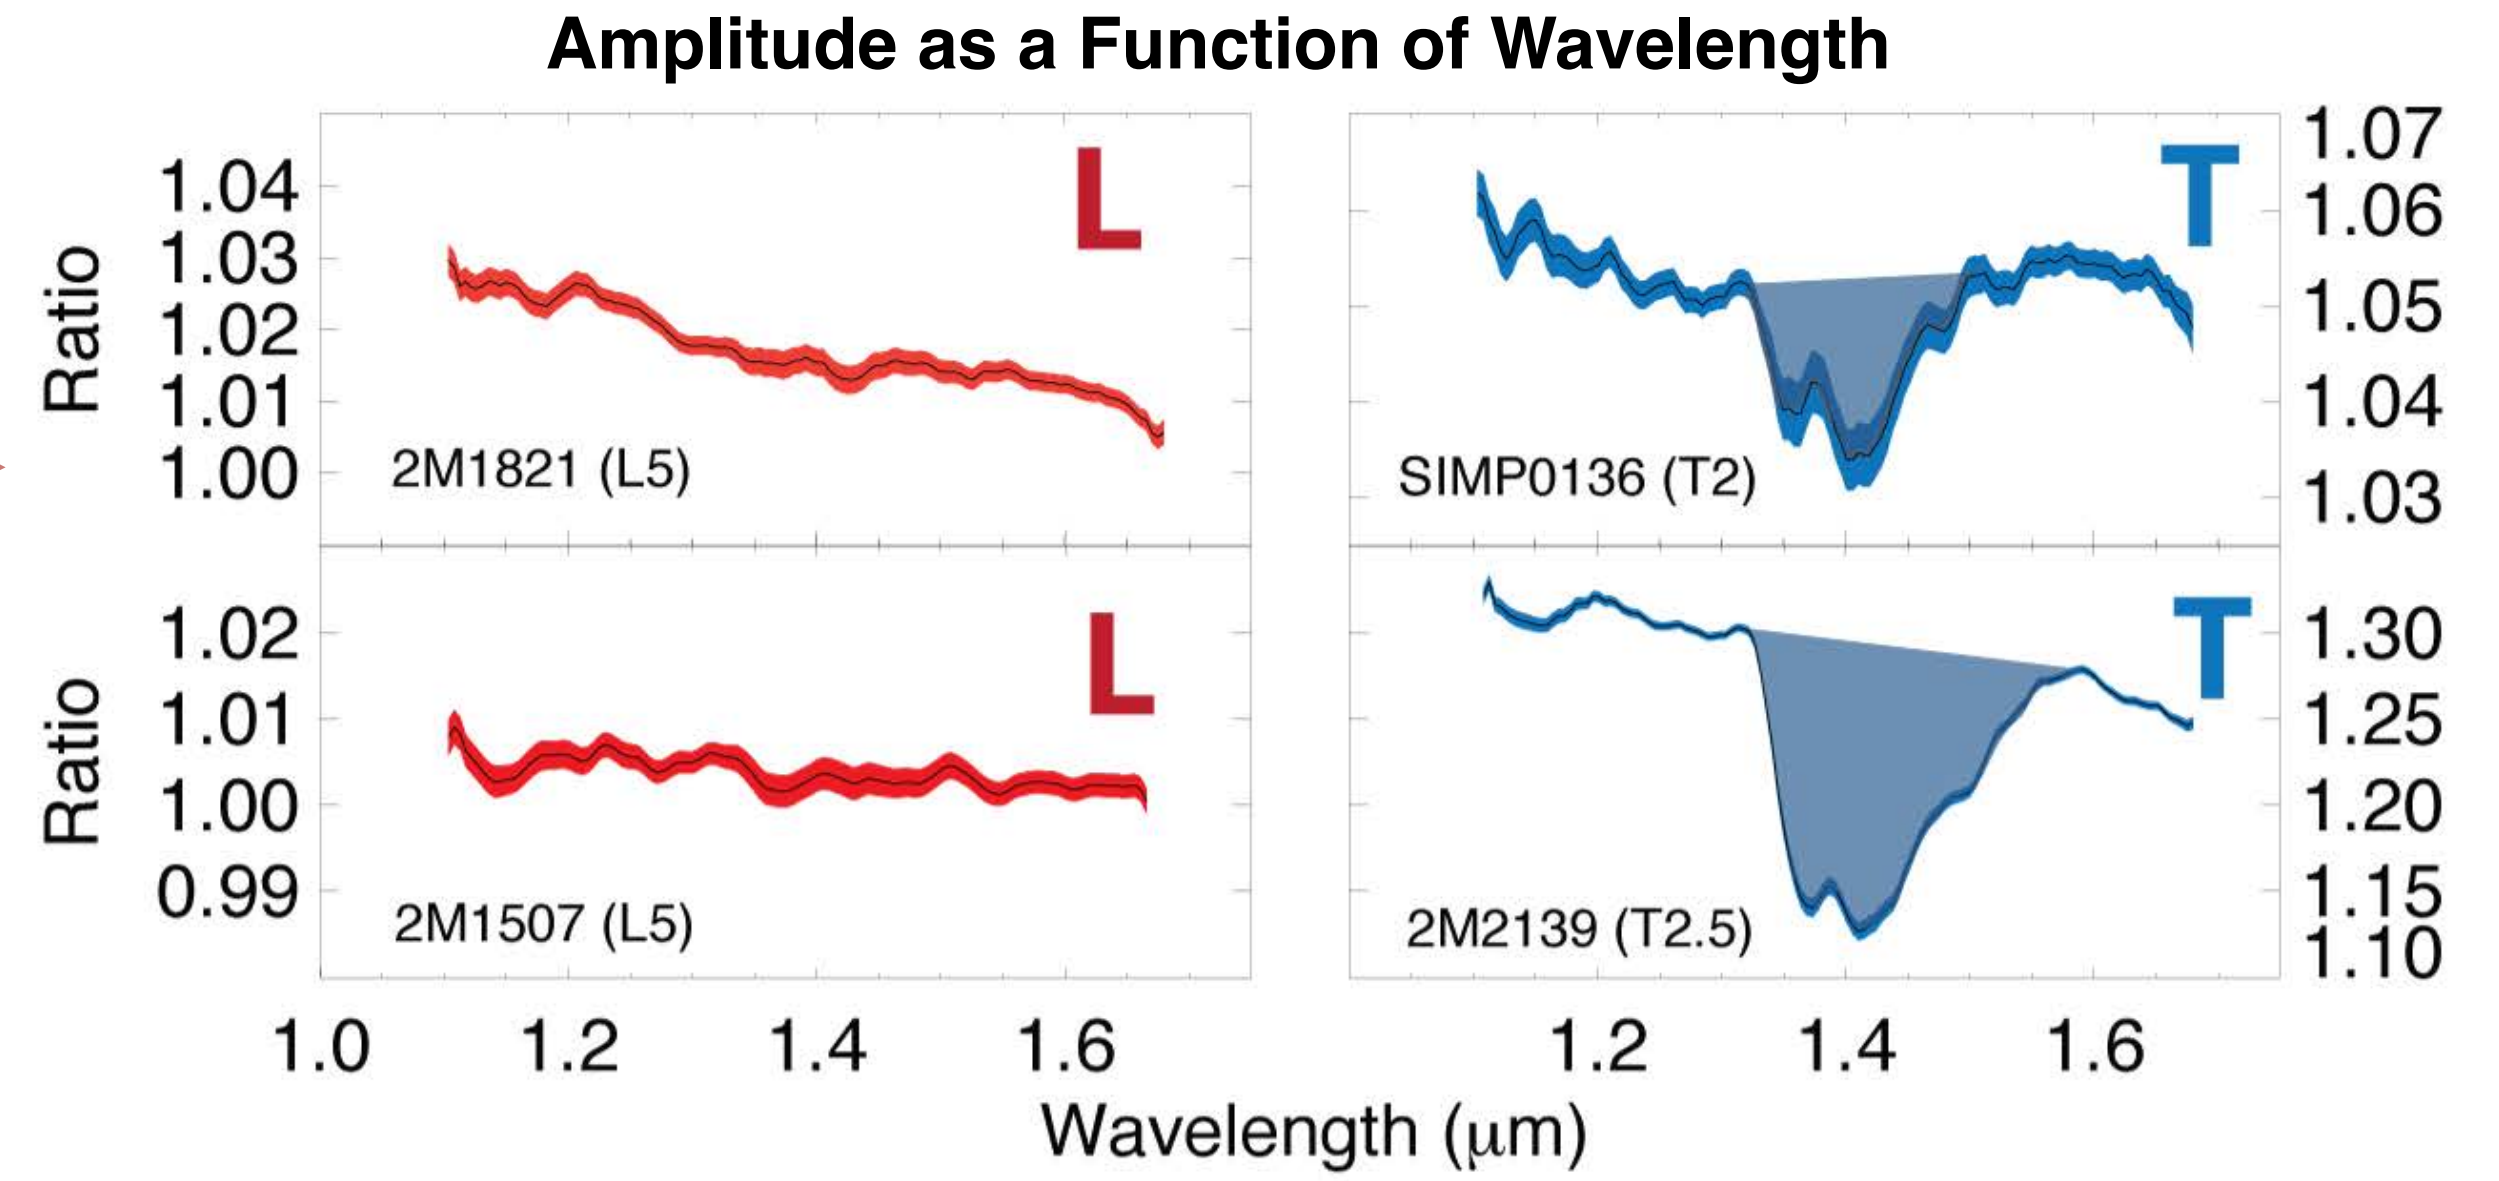 Amplitude as a Function of Wavelength
Ratio
1.04
1.03
1.02
1.01
1.00
L
2M1821 (L5)
T
SIMP0136 (T2)
1.07
1.06
1.05
1.04
1.03
Ratio
1.02
1.01
1.00
0.99
L
2M1507 (L5)
T
2M2139 (T2.5)
1.30
1.25
1.20
1.15
1.10
1.0 1.2 1.4 1.6 1.2 1.4 1.6
Wavelength (μm)